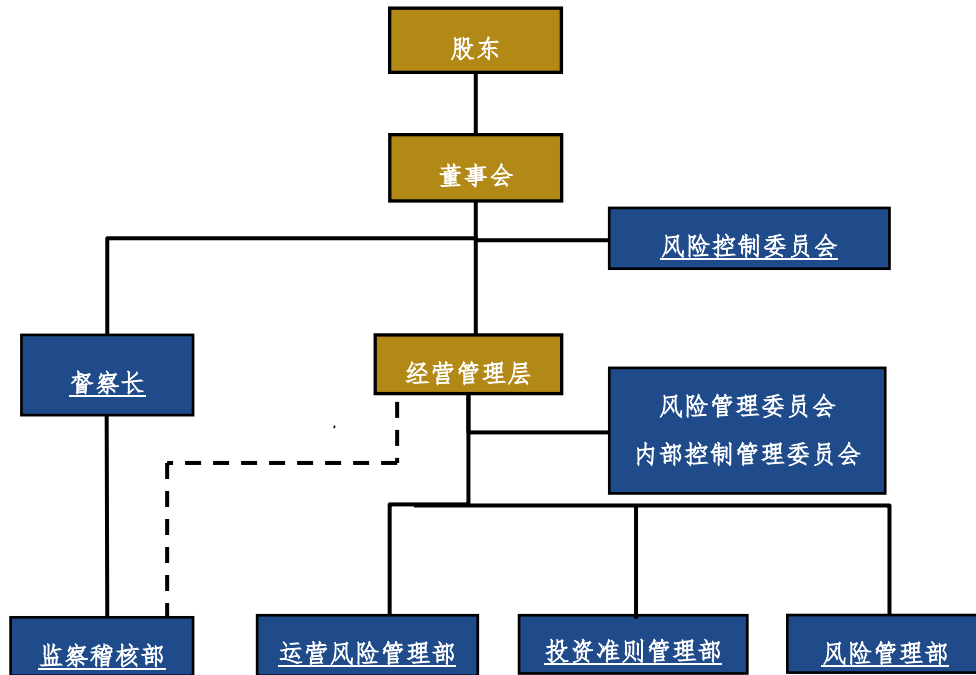 股东
董事会
风险控制委员会
督察长
经营管理层
风险管理委员会
内部控制管理委员会
监察稽核部
运营风险管理部
投资准则管理部
风险管理部